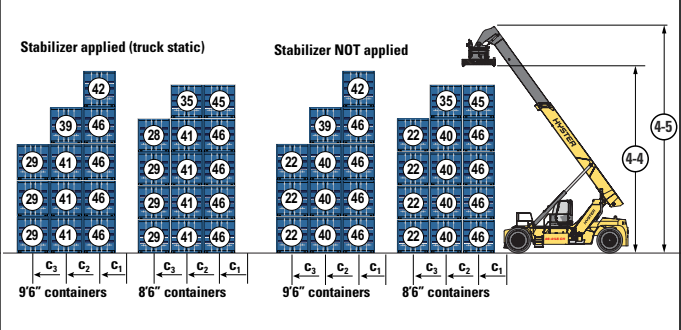 Stabilizer applied (truck static)
Stabilizer NOT applied
42 42
35 45 35 45
39 46 39 46
28 41 46 22 40 46
29 41 46 22 40 46
29 41 46 22 40 46
29 41 46 22 40 46
29 41 46 22 40 46
29 41 46 22 40 46
29 41 46 22 40 46
HYSTER
4-5
4-4
C3 C2 C1 C3 C2 C1 C3 C2 C1 C3 C2 C1
9'6" containers 8'6" containers 9'6" containers 8'6" containers